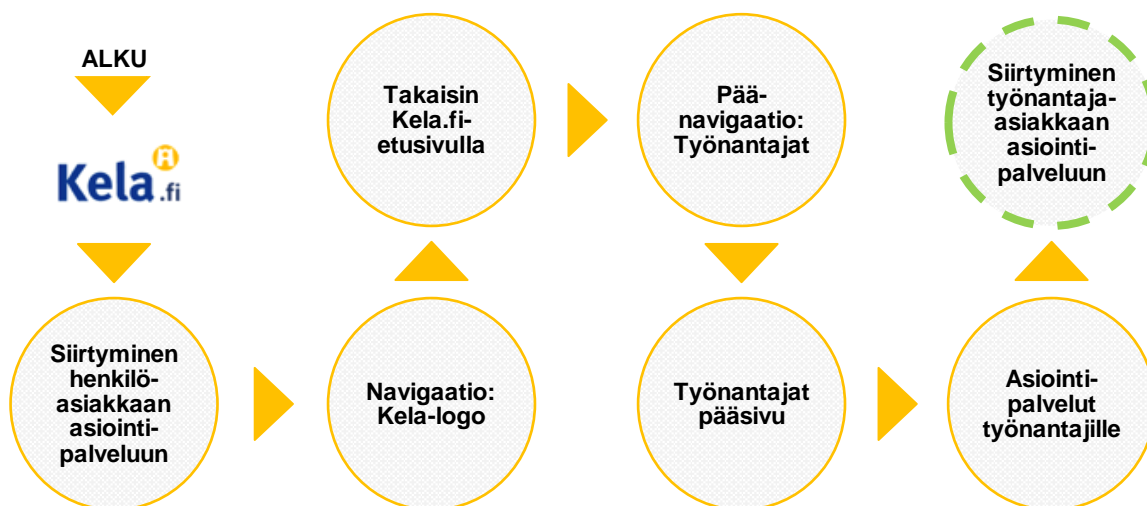 ALKU
Kela.fi
Siirtyminen
henkilö-
asiakkaan
asiointi-
palveluun
Navigaatio:
Kela-logo
Takaisin
Kela.fi-
etusivulla
Pää-
navigaatio:
Työnantajat
Työnantajat
pääsivu
Asiointi-
palvelut
työnantajille
Siirtyminen
työnantaja-
asiakkaan
asiointi-
palveluun